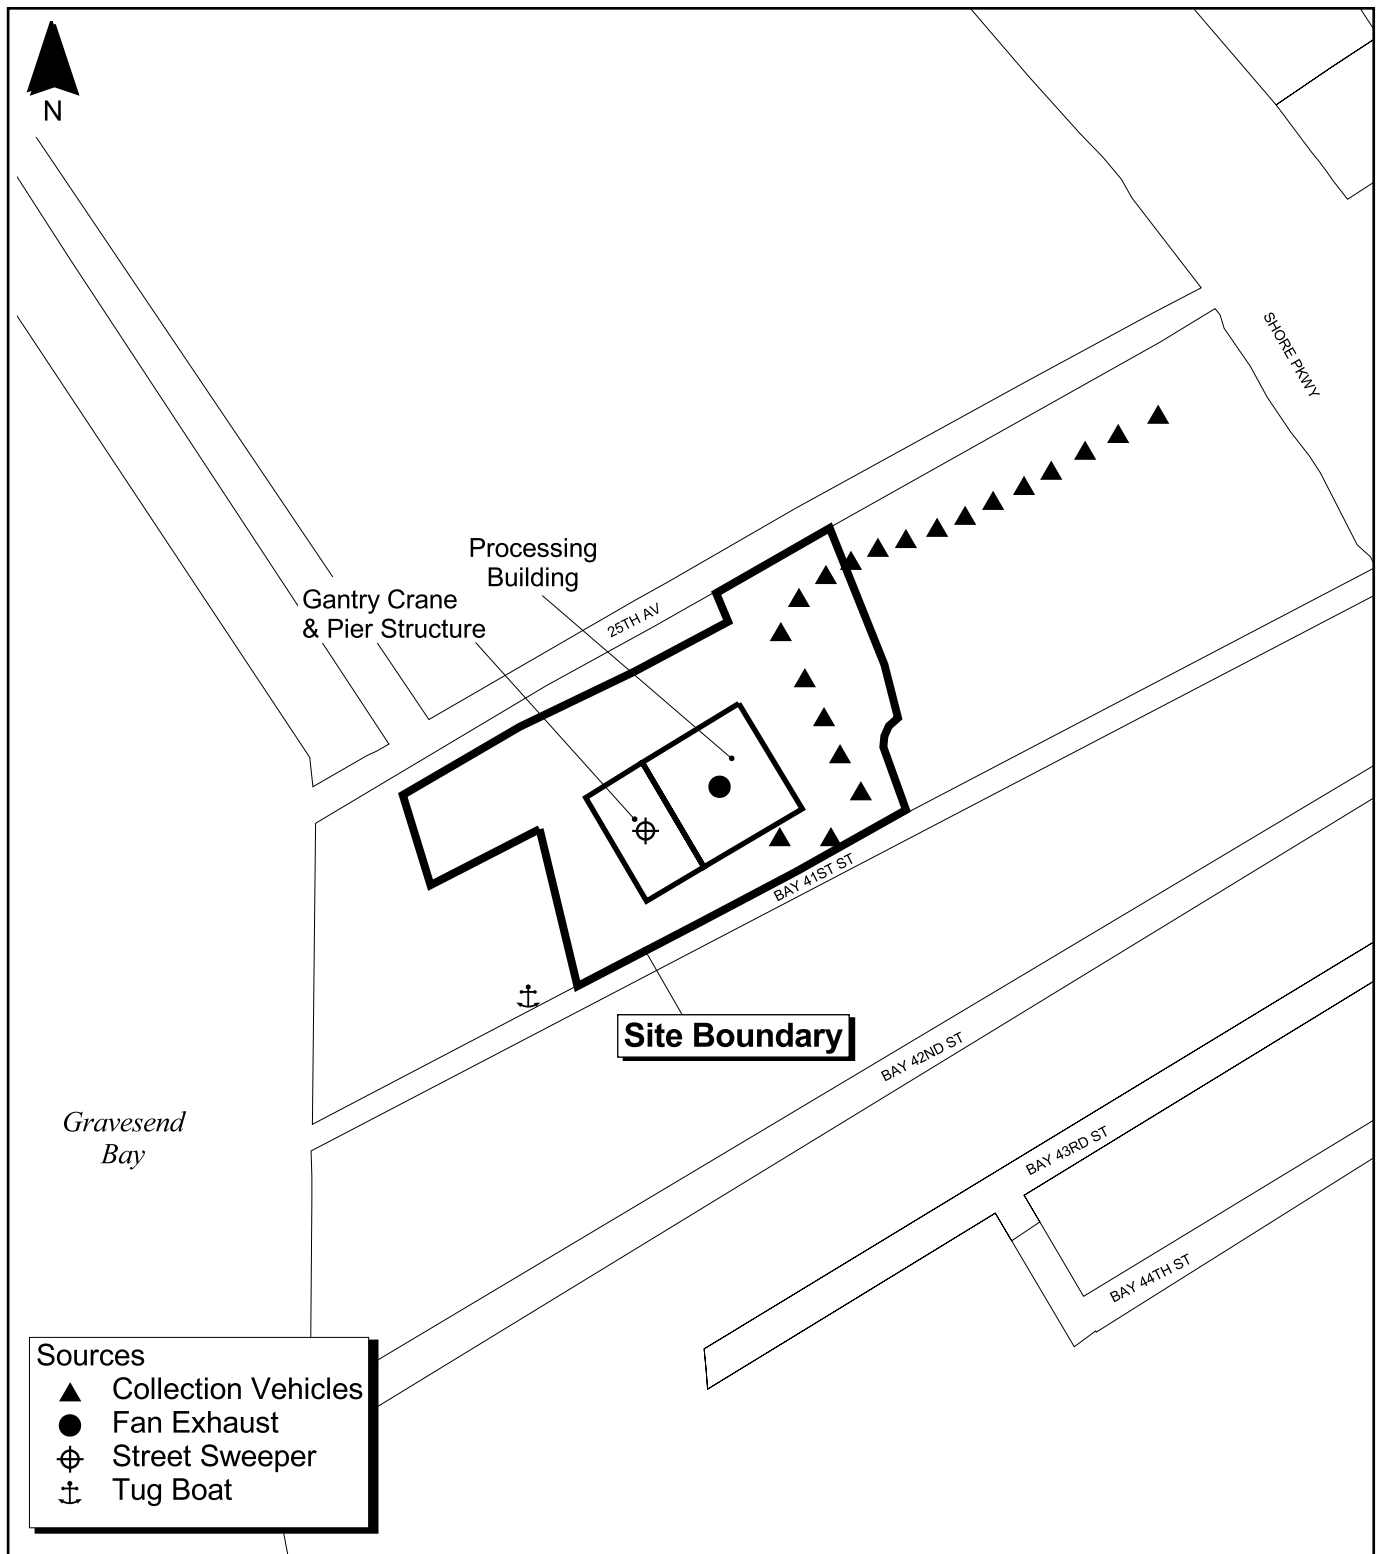 N
SHORE PKWY
Processing
Building
Gantry Crane
& Pier Structure
25TH AV
BAY 41ST ST
Site Boundary
BAY 42ND ST
Gravesend
Bay
BAY 43RD ST
BAY 44TH ST
Sources
Collection Vehicles
Fan Exhaust
Street Sweeper
Tug Boat